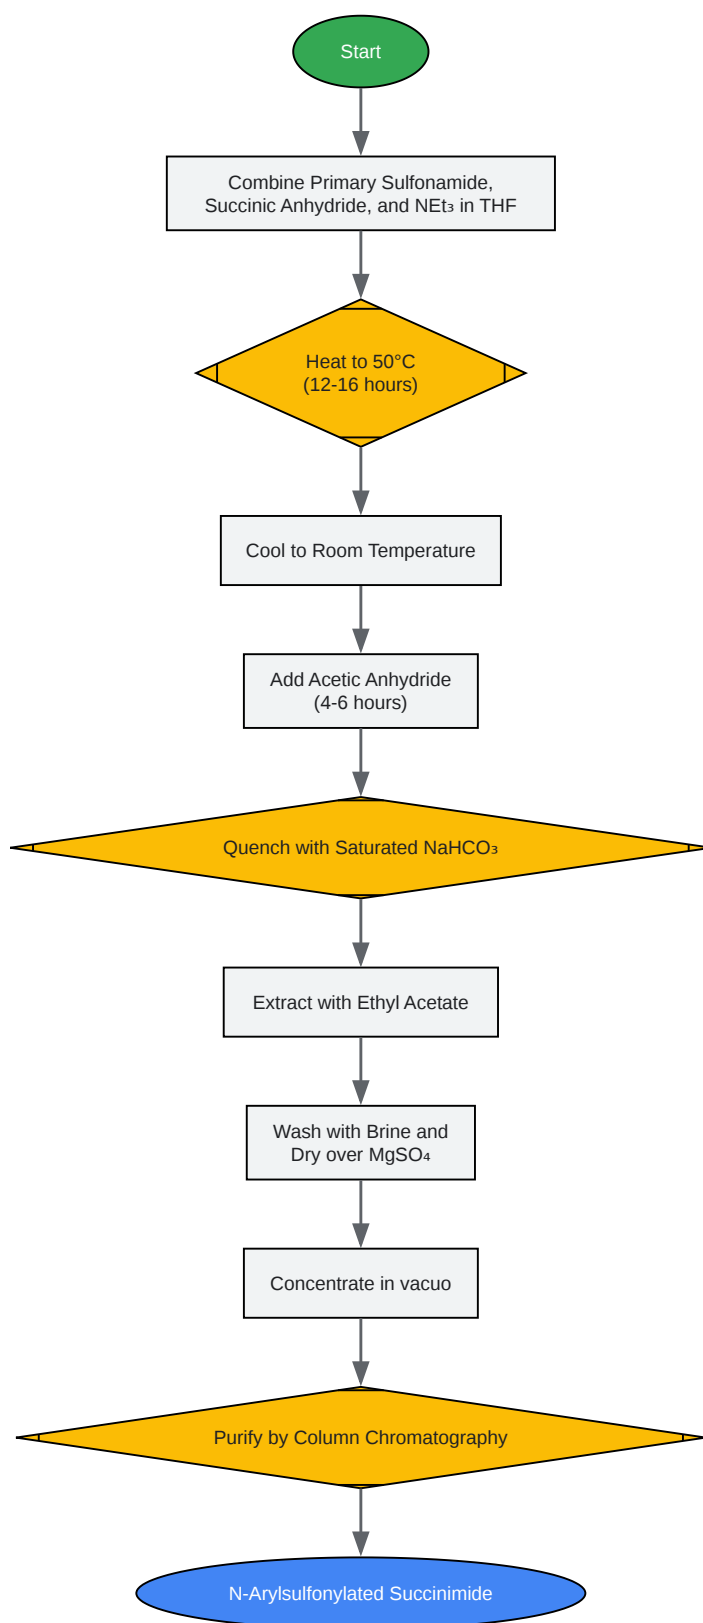 Start
Combine Primary Sulfonamide,
Succinic Anhydride, and NEt₃ in THF
Heat to 50°C
(12-16 hours)
Cool to Room Temperature
Add Acetic Anhydride
(4-6 hours)
Quench with Saturated NaHCO₃
Extract with Ethyl Acetate
Wash with Brine and
Dry over MgSO₄
Concentrate in vacuo
Purify by Column Chromatography
N-Arylsulfonylated Succinimide